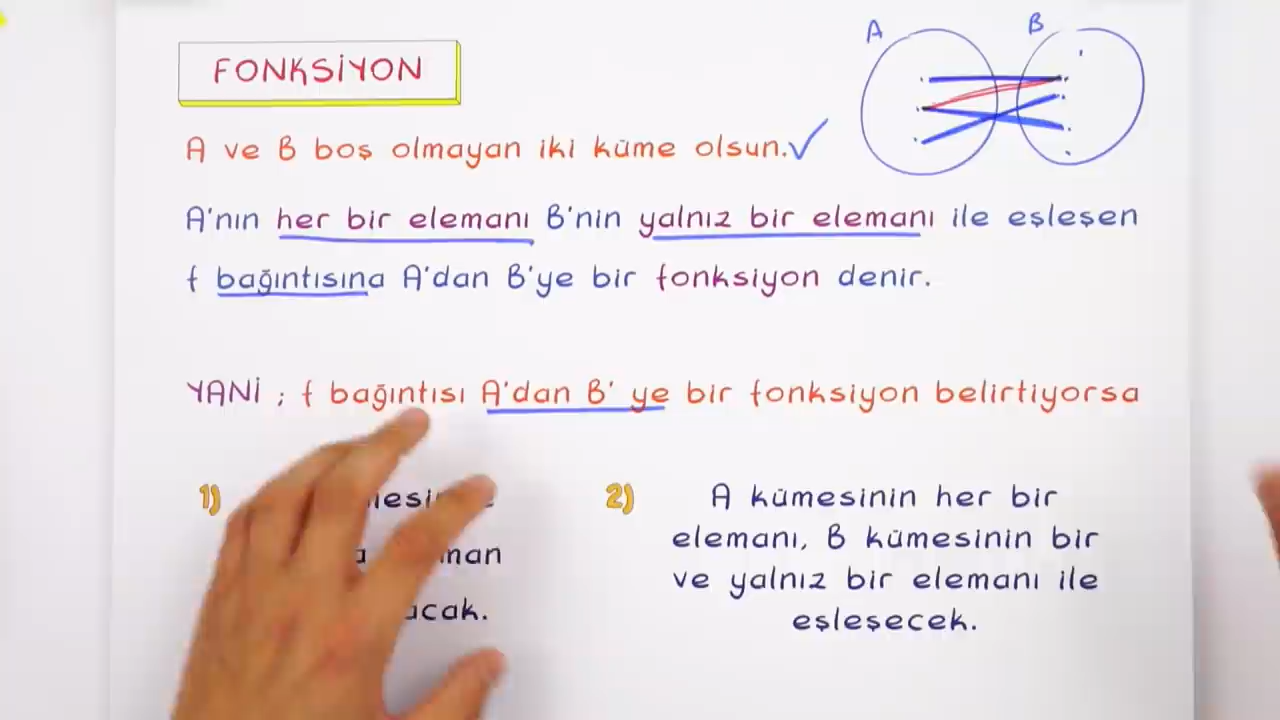 FONKSİYON
A B
A ve B boş olmayan iki küme olsun.
A'nın her bir elemanı B'nin yalnız bir elemanı ile eşleşen
f bağıntısına A'dan B'ye bir fonksiyon denir.
YANİ ; f bağıntısı A'dan B' ye bir fonksiyon belirtiyorsa
1)
2) A kümesinin her bir
elemanı, B kümesinin bir
ve yalnız bir elemanı ile
eşleşecek.